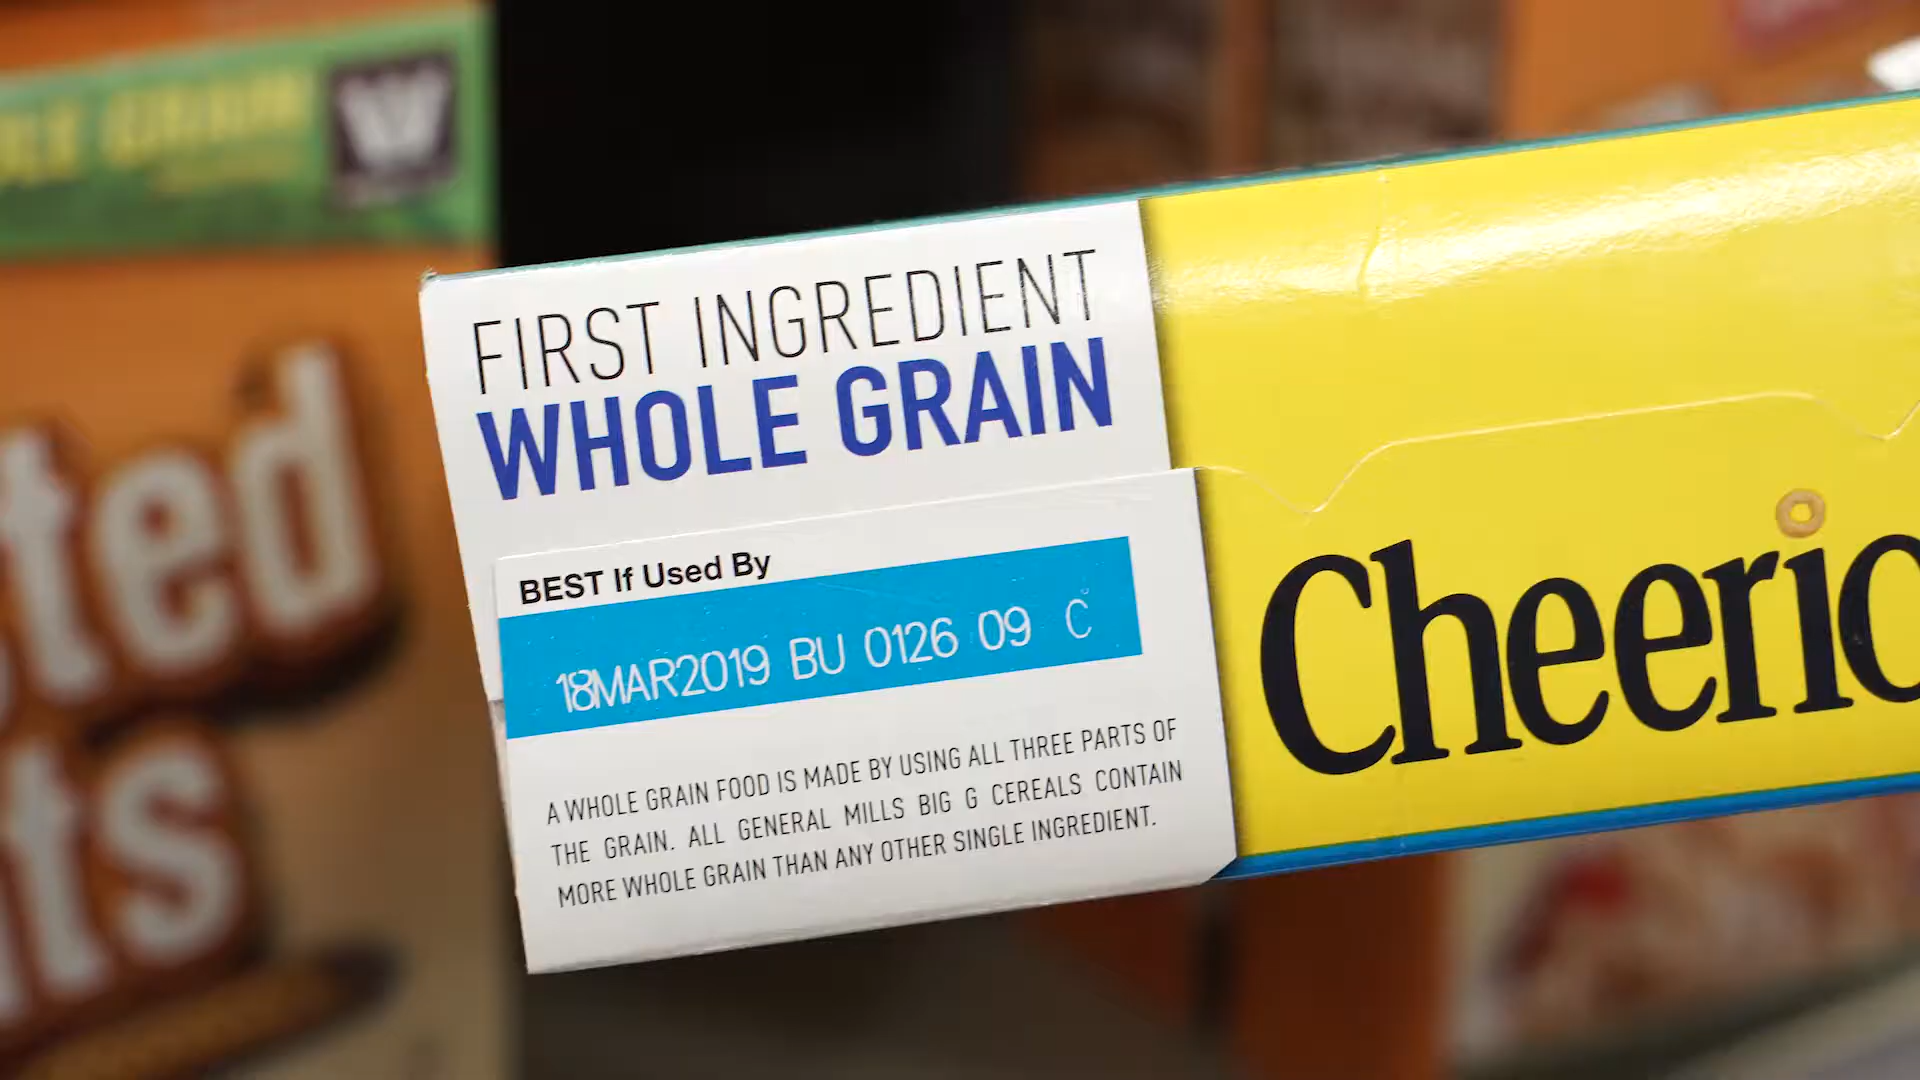 GRAIN
ted
ts
FIRST INGREDIENT
WHOLE GRAIN
BEST If Used By
18MAR2019 BU 0126 09 C
A WHOLE GRAIN FOOD IS MADE BY USING ALL THREE PARTS OF
THE GRAIN. ALL GENERAL MILLS BIG G CEREALS CONTAIN
MORE WHOLE GRAIN THAN ANY OTHER SINGLE INGREDIENT.
Cheerio